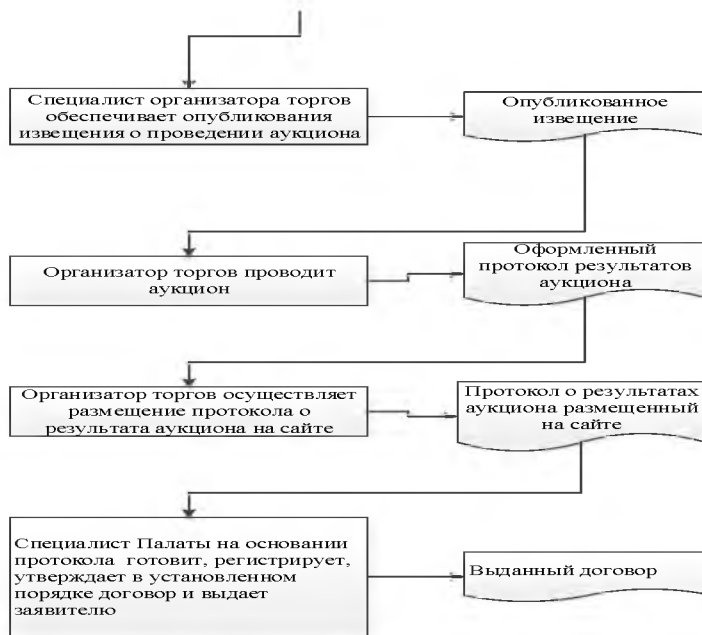 Специалист организатора торгов
обеспечивает опубликования
извещения о проведении аукциона
Опубликованное
извещение
Организатор торгов проводит
аукцион
Оформленный
протокол результатов
аукциона
Организатор торгов осуществляет
размещение протокола о
результата аукциона на сайте
Протокол о результатах
аукциона размещенный
на сайте
Специалист Палаты на основании
протокола готовит, регистрирует,
утверждает в установленном
порядке договор и выдает
заявителю
Выданный договор